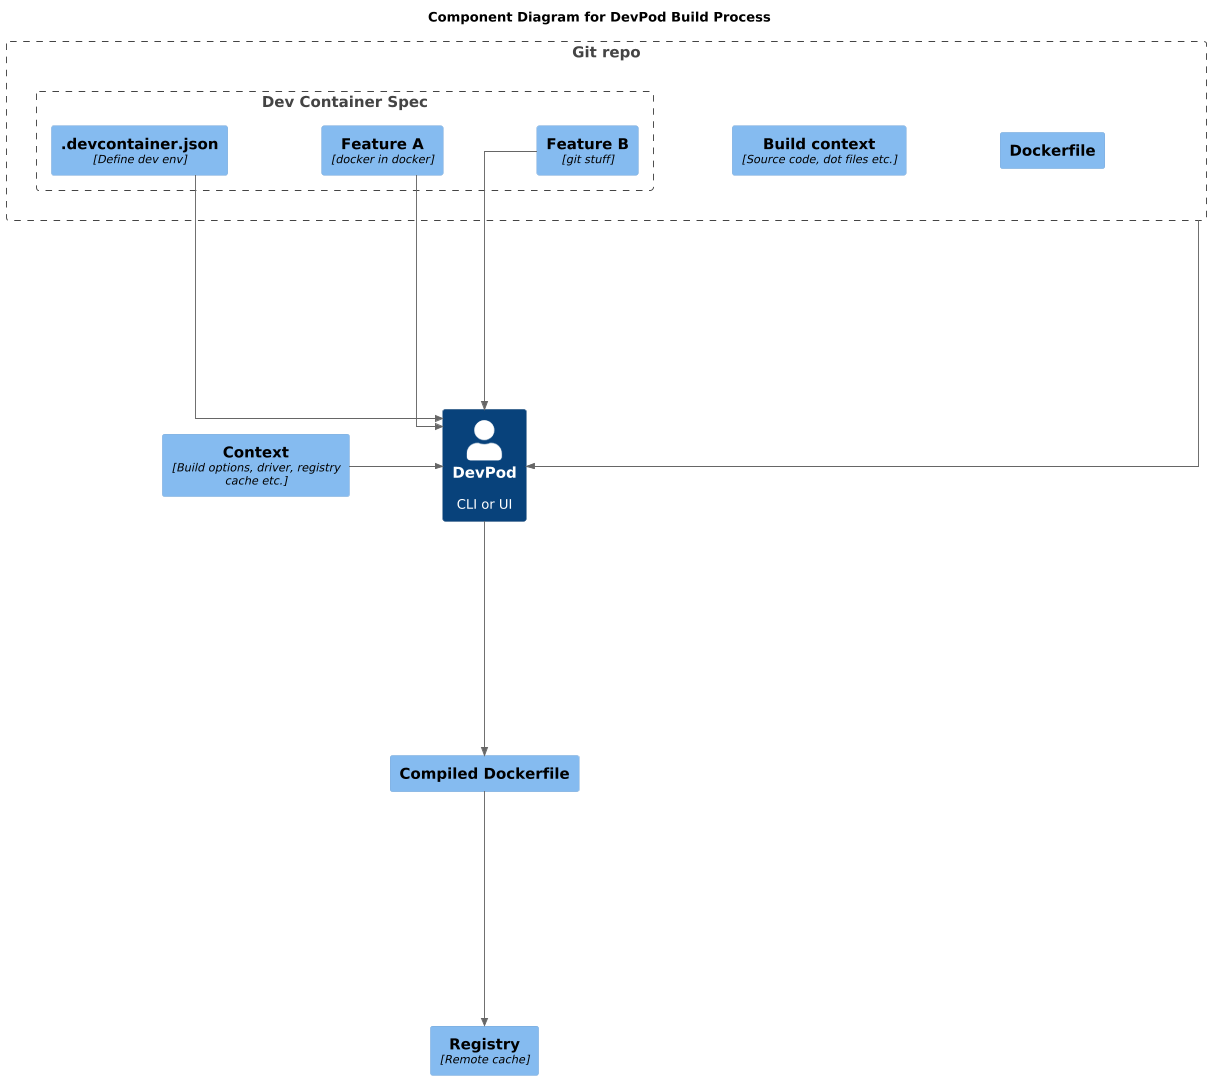 Component Diagram for DevPod Build Process
Git repo
Dev Container Spec
.devcontainer.json
[Define dev env]
Feature A
[docker in docker]
Feature B
[git stuff]
Build context
[Source code, dot files etc.]
Dockerfile
Context
[Build options, driver, registry
cache etc.]
DevPod
CLI or UI
Compiled Dockerfile
Registry
[Remote cache]